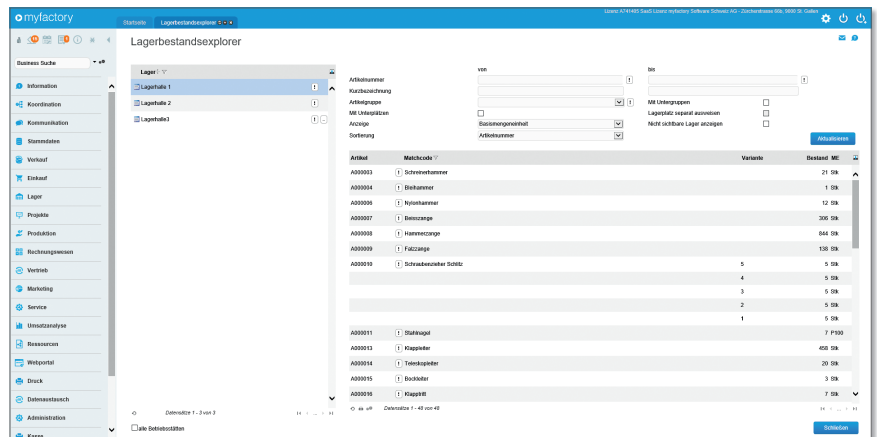 myfactory
Startseite
Lagerbestandsexplorer
Lizenz A741485 SaaS Lizenz myfactory Software Schweiz AG - Zürcherstrasse 66b, 9000 St. Gallen
Lagerbestandsexplorer
Business Suche
Information
Koordination
Kommunikation
Stammdaten
Verkauf
Einkauf
Lager
Projekte
Produktion
Rechnungswesen
Vertrieb
Marketing
Service
Umsatzanalyse
Ressourcen
Webportal
Druck
Datenaustausch
Administration
Lager
Lagerhalle 1
Lagerhalle 2
Lagerhalle3
Datensätze 1 - 3 von 3
alle Betriebsstätten
von bis
Artikelnummer
Kurzbezeichnung
Artikelgruppe Mit Untergruppen
Mit Unterplätzen Lagerplatz separat ausweisen
Anzeige Basismengeneinheit Nicht sichtbare Lager anzeigen
Sortierung Artikelnummer
Aktualisieren
Artikel Matchcode Variante Bestand ME
A000003 Schreinerhammer 21 Stk
A000004 Bleihammer 1 Stk
A000006 Nylonhammer 12 Stk
A000007 Beisszange 306 Stk
A000008 Hammerzange 844 Stk
A000009 Falzzange 138 Stk
A000010 Schraubenzieher Schlitz 5 5 Stk
4 5 Stk
3 5 Stk
2 5 Stk
1 5 Stk
A000011 Stahlnagel 7 P100
A000013 Klappleiter 458 Stk
A000014 Teleskopleiter 20 Stk
A000015 Bockleiter 3 Stk
A000016 Klapptritt 7 Stk
Datensätze 1 - 48 von 48
Schließen